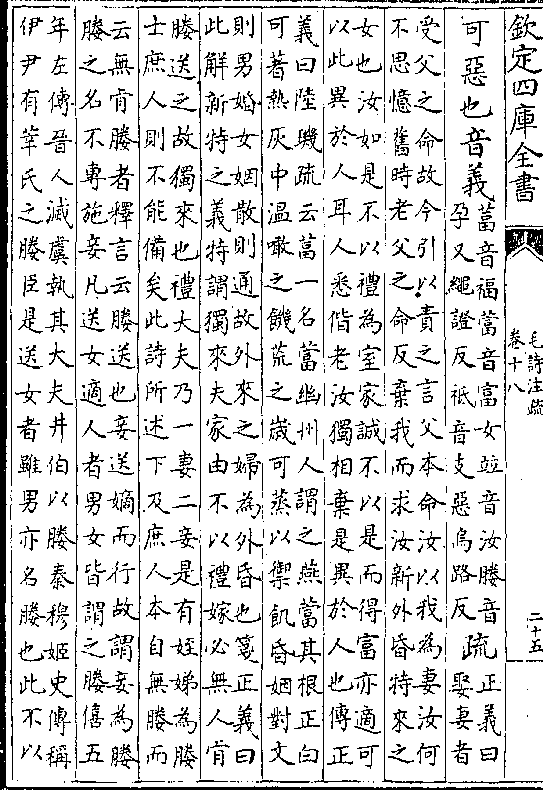 欽定四庫全書
毛詩注疏
卷十八
二十五
可惡也音義葍音福䔰音富女竝音汝媵音
孕又繩證反祇音支惡烏路反疏正義曰
娶妻者
受父之命故今引以責之言父本命汝以我為妻汝何
不思憶舊時老父之命反棄我而求汝新外昏特來之
女也汝如是不以禮為室家誠不以是而得富亦適可
以此異於人耳人悉偕老汝獨相棄是異於人也傳正
義曰陸璣疏云葍一名䔰幽州人謂之燕䔰其根正白
可著熱灰中溫噉之饑荒之歲可蒸以禦飢昏姻對文
則男婚女姻散則通故外來之婦為外昏也箋正義曰
此解新特之義特謂獨來夫家由不以禮嫁必無人肯
媵送之故獨來也禮大夫乃一妻二妾是有姪娣為媵
士庶人則不能備矣此詩所述下及庶人本自無媵而
云無肯媵者釋言云媵送也妾送嫡而行故謂妾為媵
媵之名不專施妾凡送女適人者男女皆謂之媵僖五
年左傳晉人滅虞執其大夫井伯以媵秦穆姬史傳稱
伊尹有莘氏之媵臣是送女者雖男亦名媵也此不以